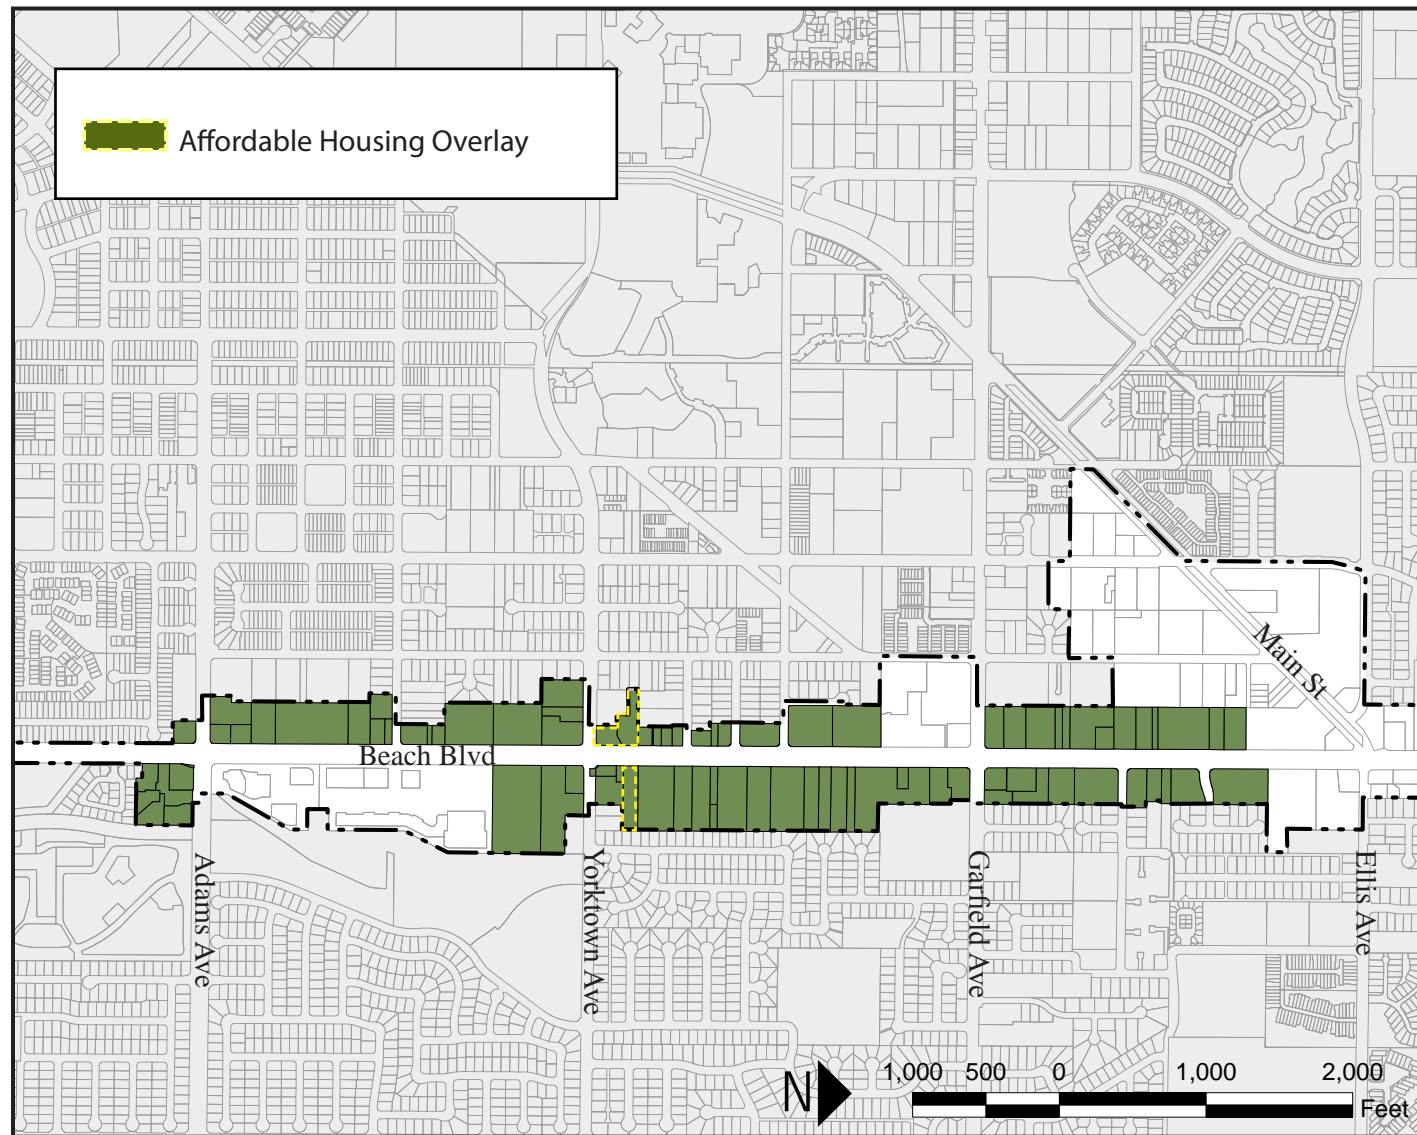 Affordable Housing Overlay
Main St
Beach Blvd
Adams Ave
Yorktown Ave
Garfield Ave
Ellis Ave
N
1,000 500 0 1,000 2,000
Feet